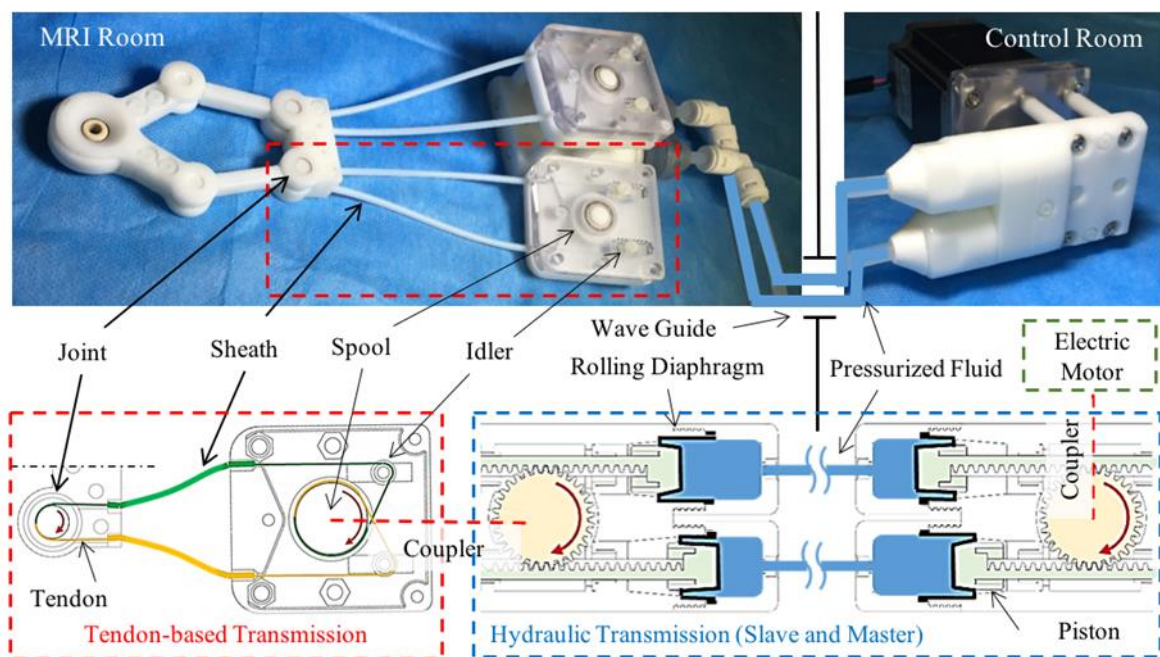 MRI Room
Control Room
Wave Guide
Joint
Sheath
Spool
Idler
Rolling Diaphragm
Pressurized Fluid
Electric
Motor
Coupler
Coupler
Tendon
Tendon-based Transmission
Hydraulic Transmission (Slave and Master)
Piston